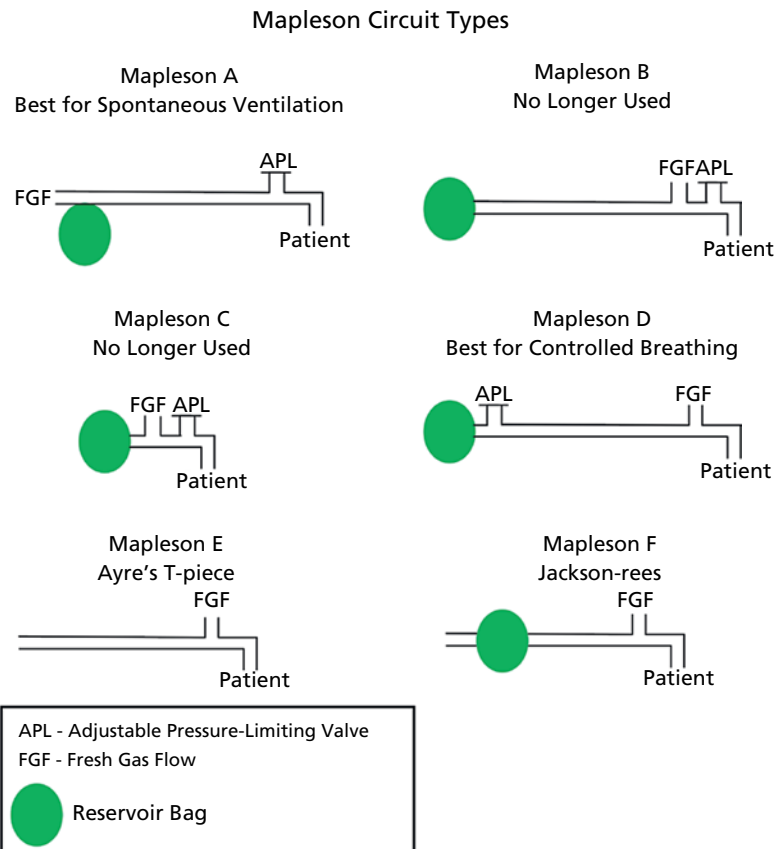 Mapleson Circuit Types
Mapleson A
Best for Spontaneous Ventilation
APL
FGF
Patient
Mapleson B
No Longer Used
FGF APL
Patient
Mapleson C
No Longer Used
FGF APL
Patient
Mapleson D
Best for Controlled Breathing
APL FGF
Patient
Mapleson E
Ayre's T-piece
FGF
Patient
Mapleson F
Jackson-rees
FGF
Patient
APL - Adjustable Pressure-Limiting Valve
FGF - Fresh Gas Flow
Reservoir Bag